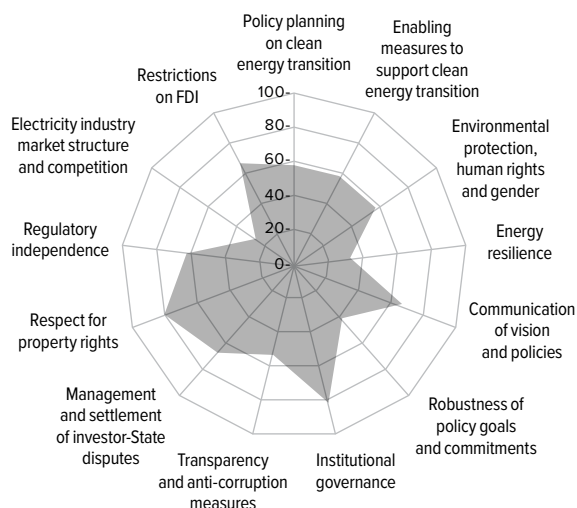 Policy planning
on clean
energy transition
Enabling
measures to
support clean
energy transition
Environmental
protection,
human rights
and gender
Energy
resilience
Communication
of vision
and policies
Robustness of
policy goals
and commitments
Institutional
governance
Transparency
and anti-corruption
measures
Management
and settlement
of investor-State
disputes
Respect for
property rights
Regulatory
independence
Electricity industry
market structure
and competition
Restrictions
on FDI
100
80
60
40
20
0